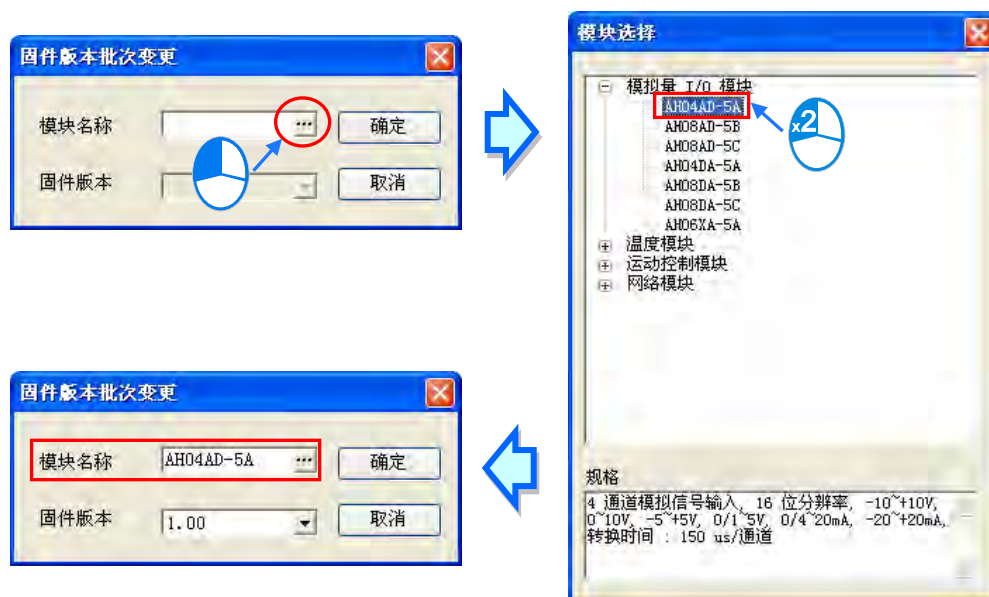 固件版本批次变更
模块名称
...
确定
固件版本
取消
模块选择
模拟量 I/O 模块
AH04AD-5A
AH08AD-5B
AH08AD-5C
AH04DA-5A
AH08DA-5B
AH08DA-5C
AH06XA-5A
温度模块
运动控制模块
网络模块
x2
规格
4 通道模拟信号输入, 16 位分辨率, -10~+10V,
0~10V, -5~+5V, 0/1~5V, 0/4~20mA, -20~+20mA,
转换时间 : 150 us/通道
固件版本批次变更
模块名称 AH04AD-5A ... 确定
固件版本 1.00 取消